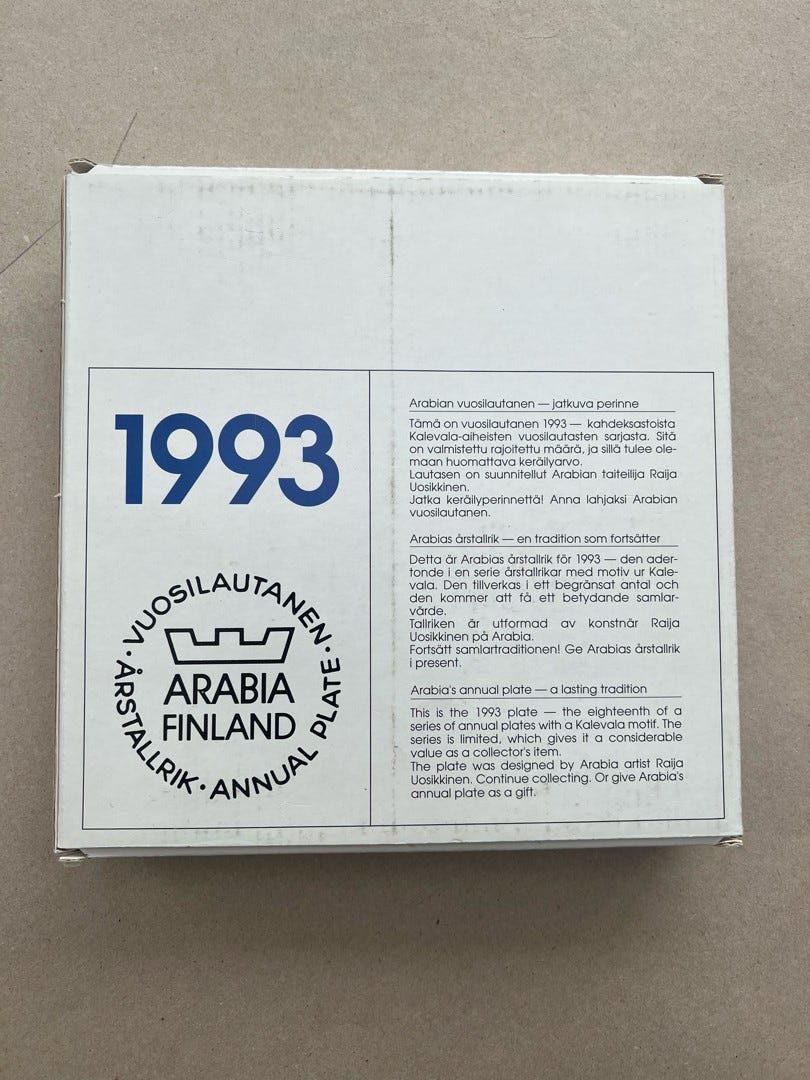 1993
VUOSILAUTANEN · ÅRSTALLRIK · ANNUAL PLATE ·
ARABIA
FINLAND
Arabian vuosilautanen — jatkuva perinne
Tämä on vuosilautanen 1993 — kahdeksastoista
Kalevala-aiheisten vuosilautasten sarjasta. Sitä
on valmistettu rajoitettu määrä, ja sillä tulee ole-
maan huomattava keräilyarvo.
Lautasen on suunnitellut Arabian taiteilija Raija
Uosikkinen.
Jatka keräilyperinnettä! Anna lahjaksi Arabian
vuosilautanen.
Arabias årstallrik — en tradition som fortsätter
Detta är Arabias årstallrik för 1993 — den ader-
tonde i en serie årstallrikar med motiv ur Kale-
vala. Den tillverkas i ett begränsat antal och
den kommer att få ett betydande samlar-
värde.
Tallriken är utformad av konstnär Raija
Uosikkinen på Arabia.
Fortsätt samlartraditionen! Ge Arabias årstallrik
i present.
Arabia's annual plate — a lasting tradition
This is the 1993 plate — the eighteenth of a
series of annual plates with a Kalevala motif. The
series is limited, which gives it a considerable
value as a collector's item.
The plate was designed by Arabia artist Raija
Uosikkinen. Continue collecting. Or give Arabia's
annual plate as a gift.